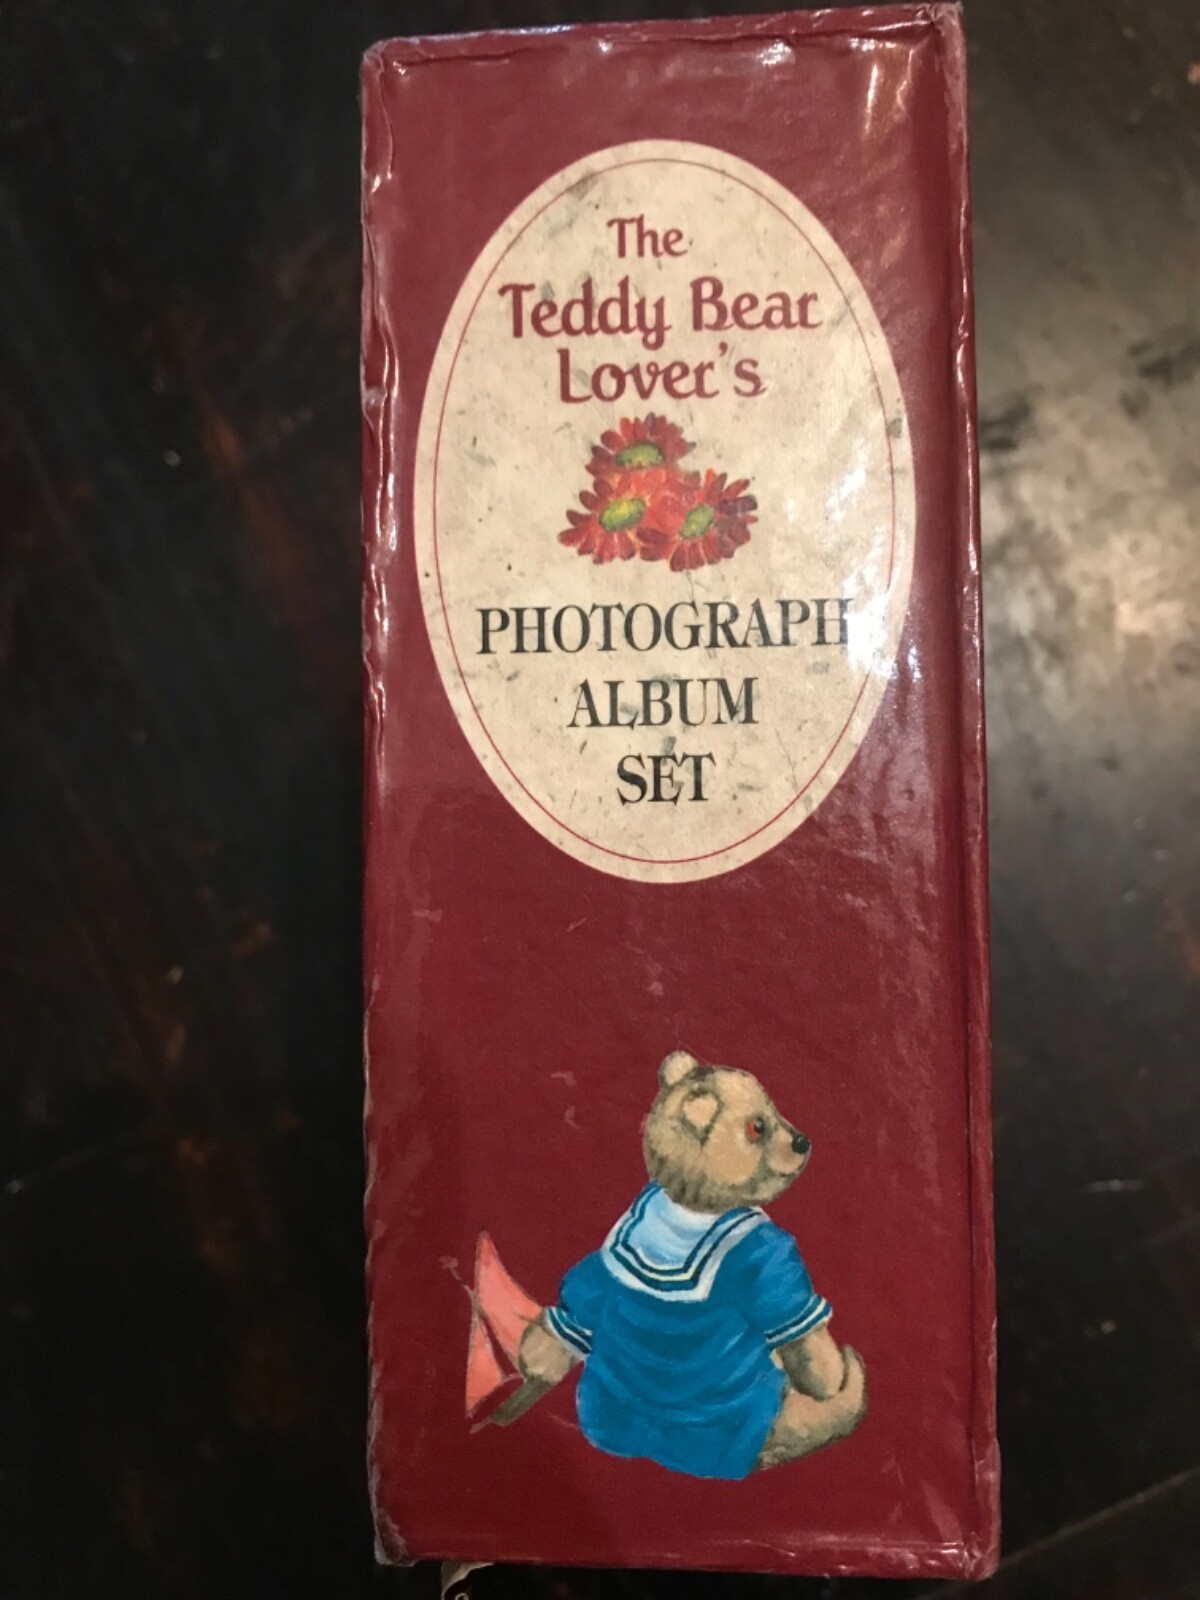 The
Teddy Bear
Lover's
PHOTOGRAPH
ALBUM
SET